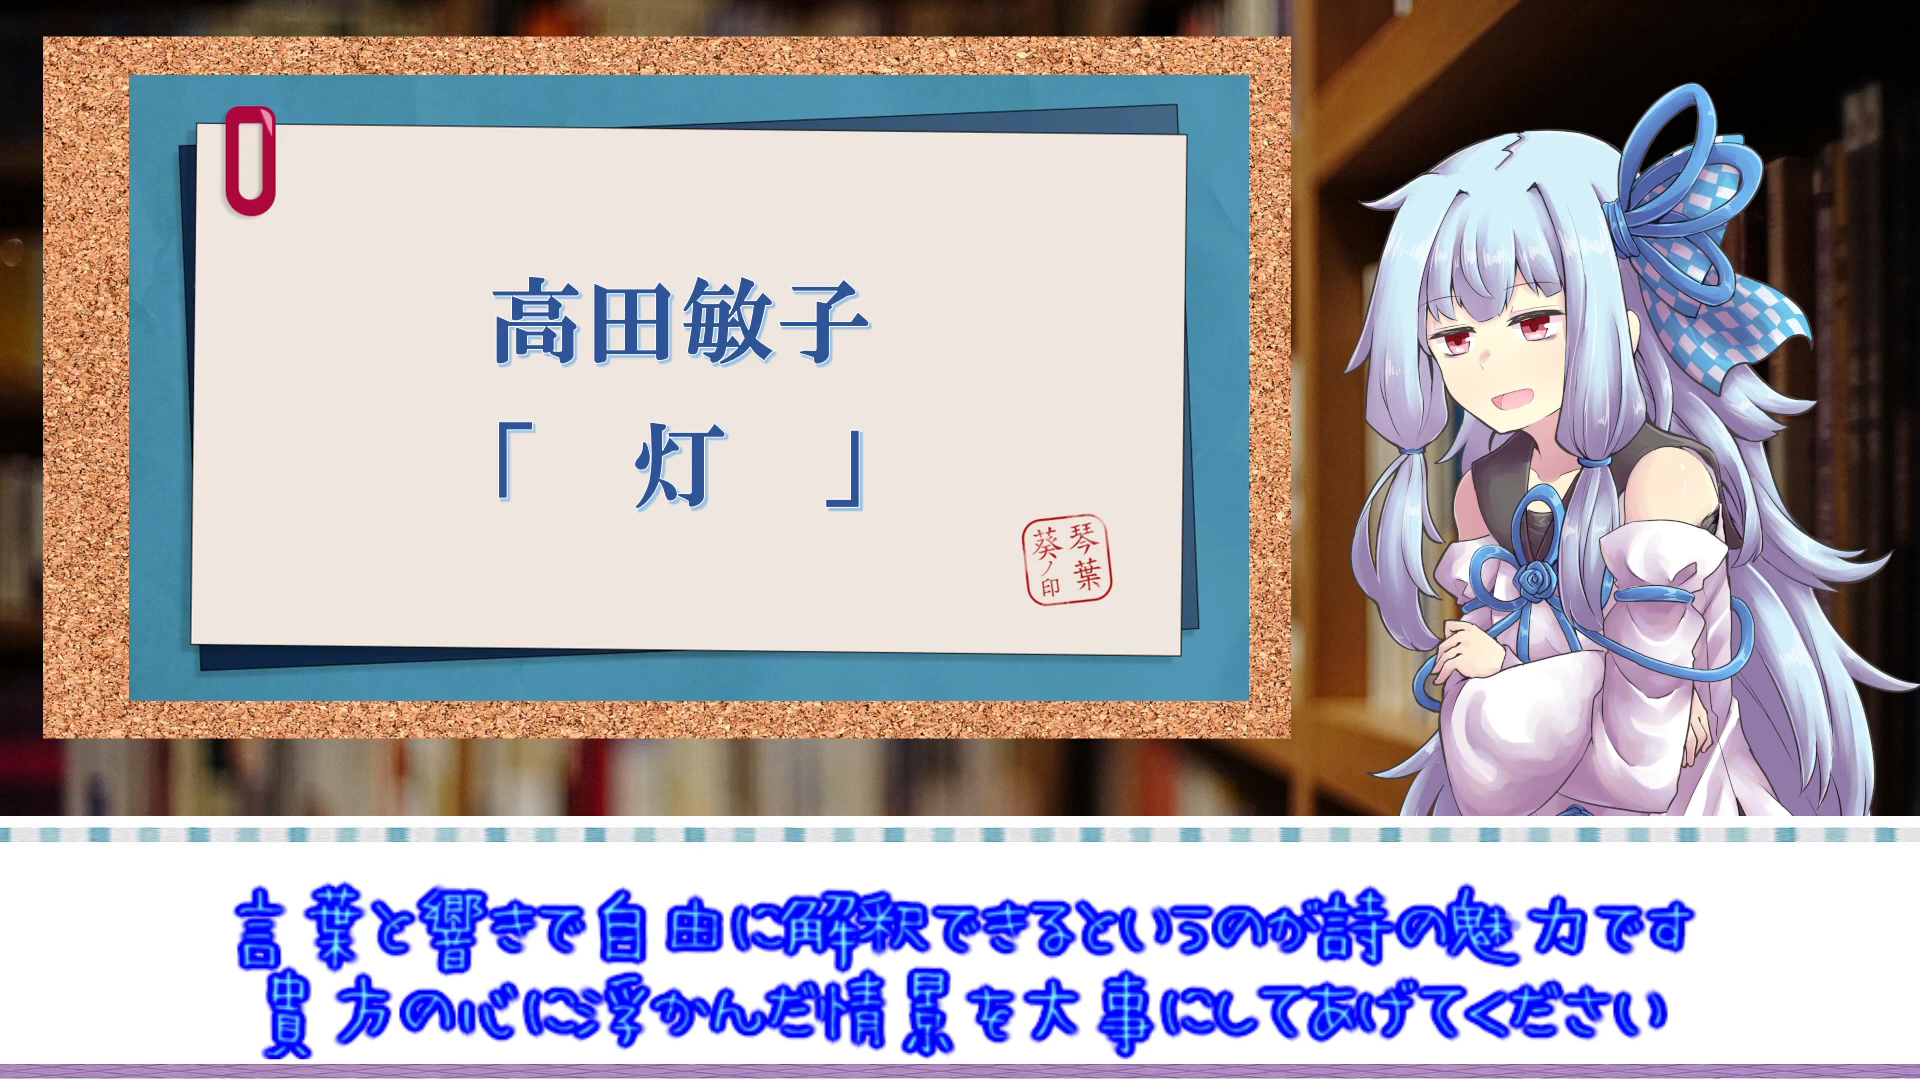 高田敏子
「　灯　」
琴葉
葵ノ印
言葉と響きで自由に解釈できるというのが詩の魅力です
貴方の心に浮かんだ情景を大事にしてあげてください